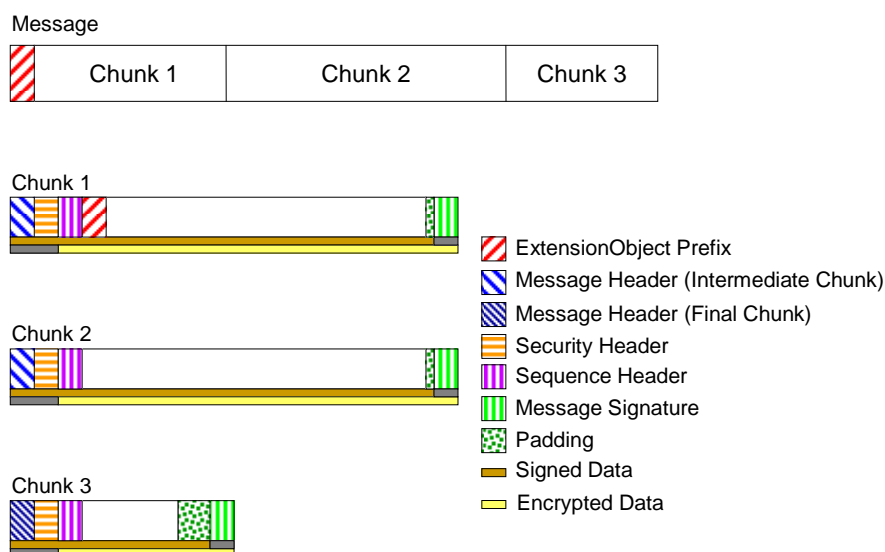 Message
Chunk 1
Chunk 2
Chunk 3
Chunk 1
Chunk 2
Chunk 3
ExtensionObject Prefix
Message Header (Intermediate Chunk)
Message Header (Final Chunk)
Security Header
Sequence Header
Message Signature
Padding
Signed Data
Encrypted Data